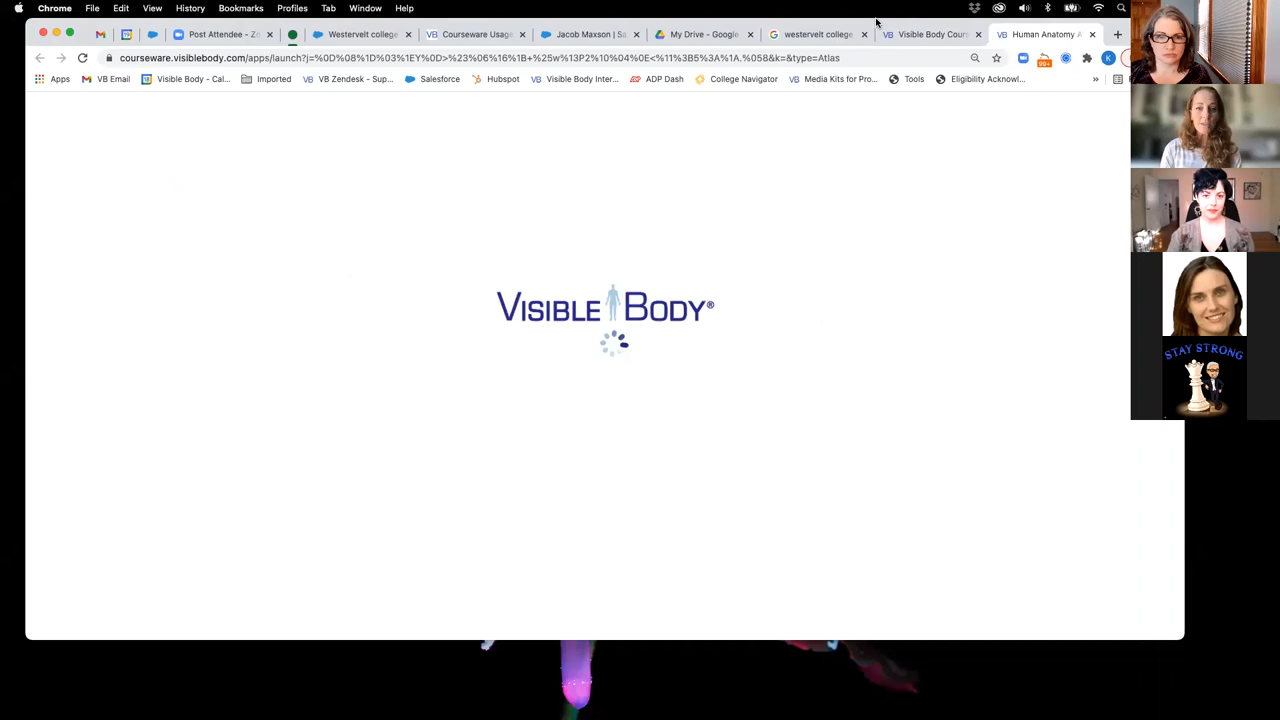 Chrome File Edit View History Bookmarks Profiles Tab Window Help
Post Attendee - Zo Westervelt college Courseware Usag Jacob Maxson | Sa My Drive - Google westervelt college Visible Body Cour Human Anatomy A
courseware.visiblebody.com/apps/launch?j=%0D%08%1D%03%1EY%0D>%25%06%16%1B+%25w%13P2%10%04%0E<%11%3B5%3A%1A.%058&k=&type=Atlas
Apps VB Email Visible Body - Cal... Imported VB Zendesk - Sup... Salesforce Hubspot Visible Body Inter... ADP Dash College Navigator Media Kits for Pro... Tools Eligibility Acknowl... »
VISIBLE BODY®
STAY STRONG